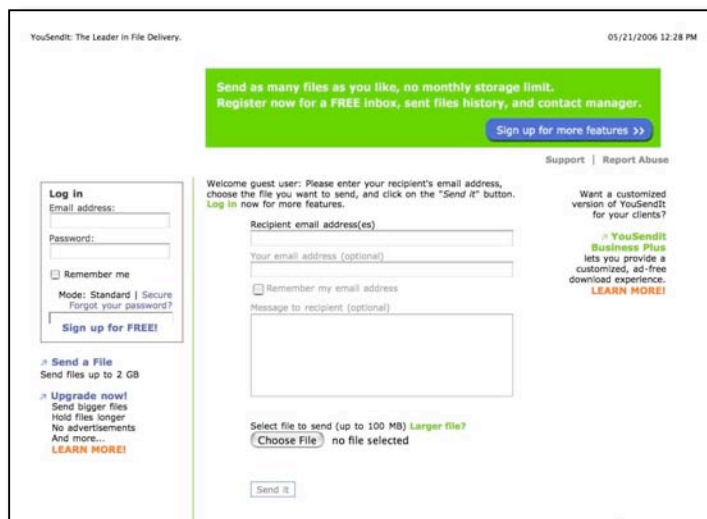 YouSendIt: The Leader in File Delivery.
05/21/2006 12:28 PM
Send as many files as you like, no monthly storage limit.
Register now for a FREE inbox, sent files history, and contact manager.
Sign up for more features >>
Support | Report Abuse
Log in
Email address:
Password:
Remember me
Mode: Standard | Secure
Forgot your password?
Sign up for FREE!
Send a File
Send files up to 2 GB
Upgrade now!
Send bigger files
Hold files longer
No advertisements
And more...
LEARN MORE!
Welcome guest user: Please enter your recipient's email address,
choose the file you want to send, and click on the "Send it" button.
Log in now for more features.
Recipient email address(es)
Your email address (optional)
Remember my email address
Message to recipient (optional)
Select file to send (up to 100 MB) Larger file?
Choose File no file selected
Send it
Want a customized
version of YouSendIt
for your clients?
YouSendit
Business Plus
lets you provide a
customized, ad-free
download experience.
LEARN MORE!